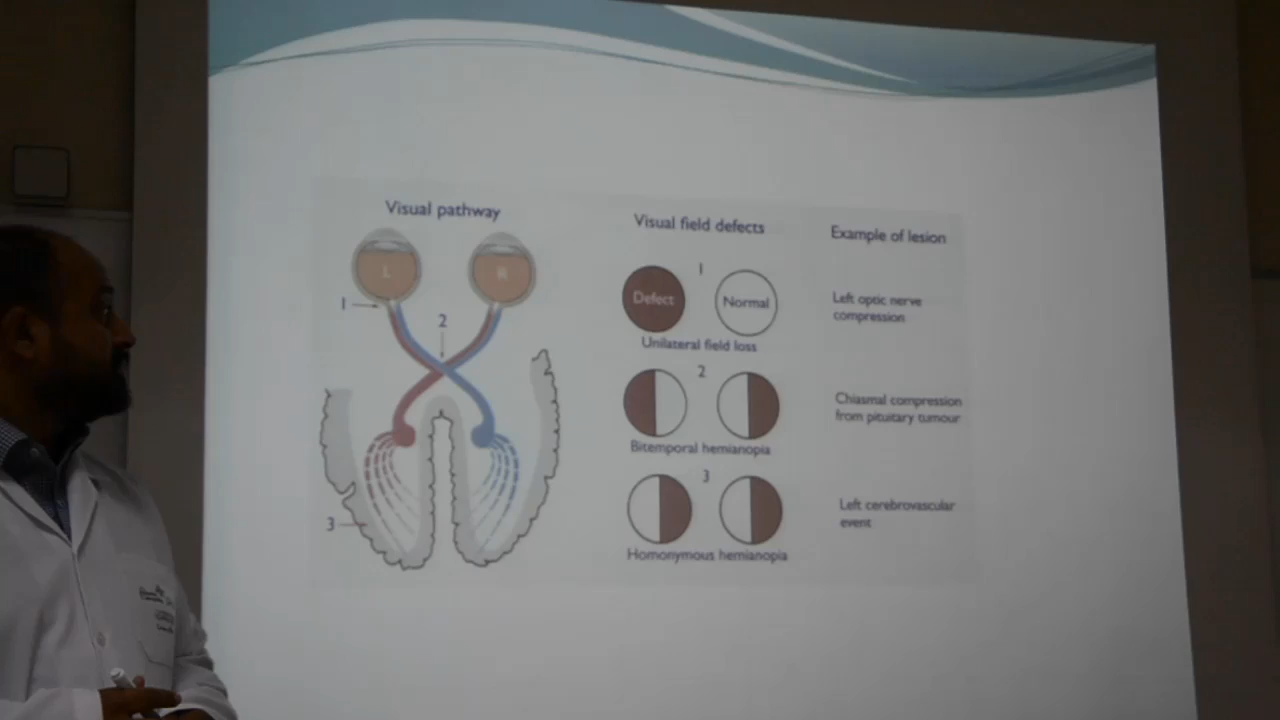 Visual pathway
L
R
1
2
3
Visual field defects
1
Defect
Normal
Unilateral field loss
2
Bitemporal hemianopia
3
Homonymous hemianopia
Example of lesion
Left optic nerve
compression
Chiasmal compression
from pituitary tumour
Left cerebrovascular
event